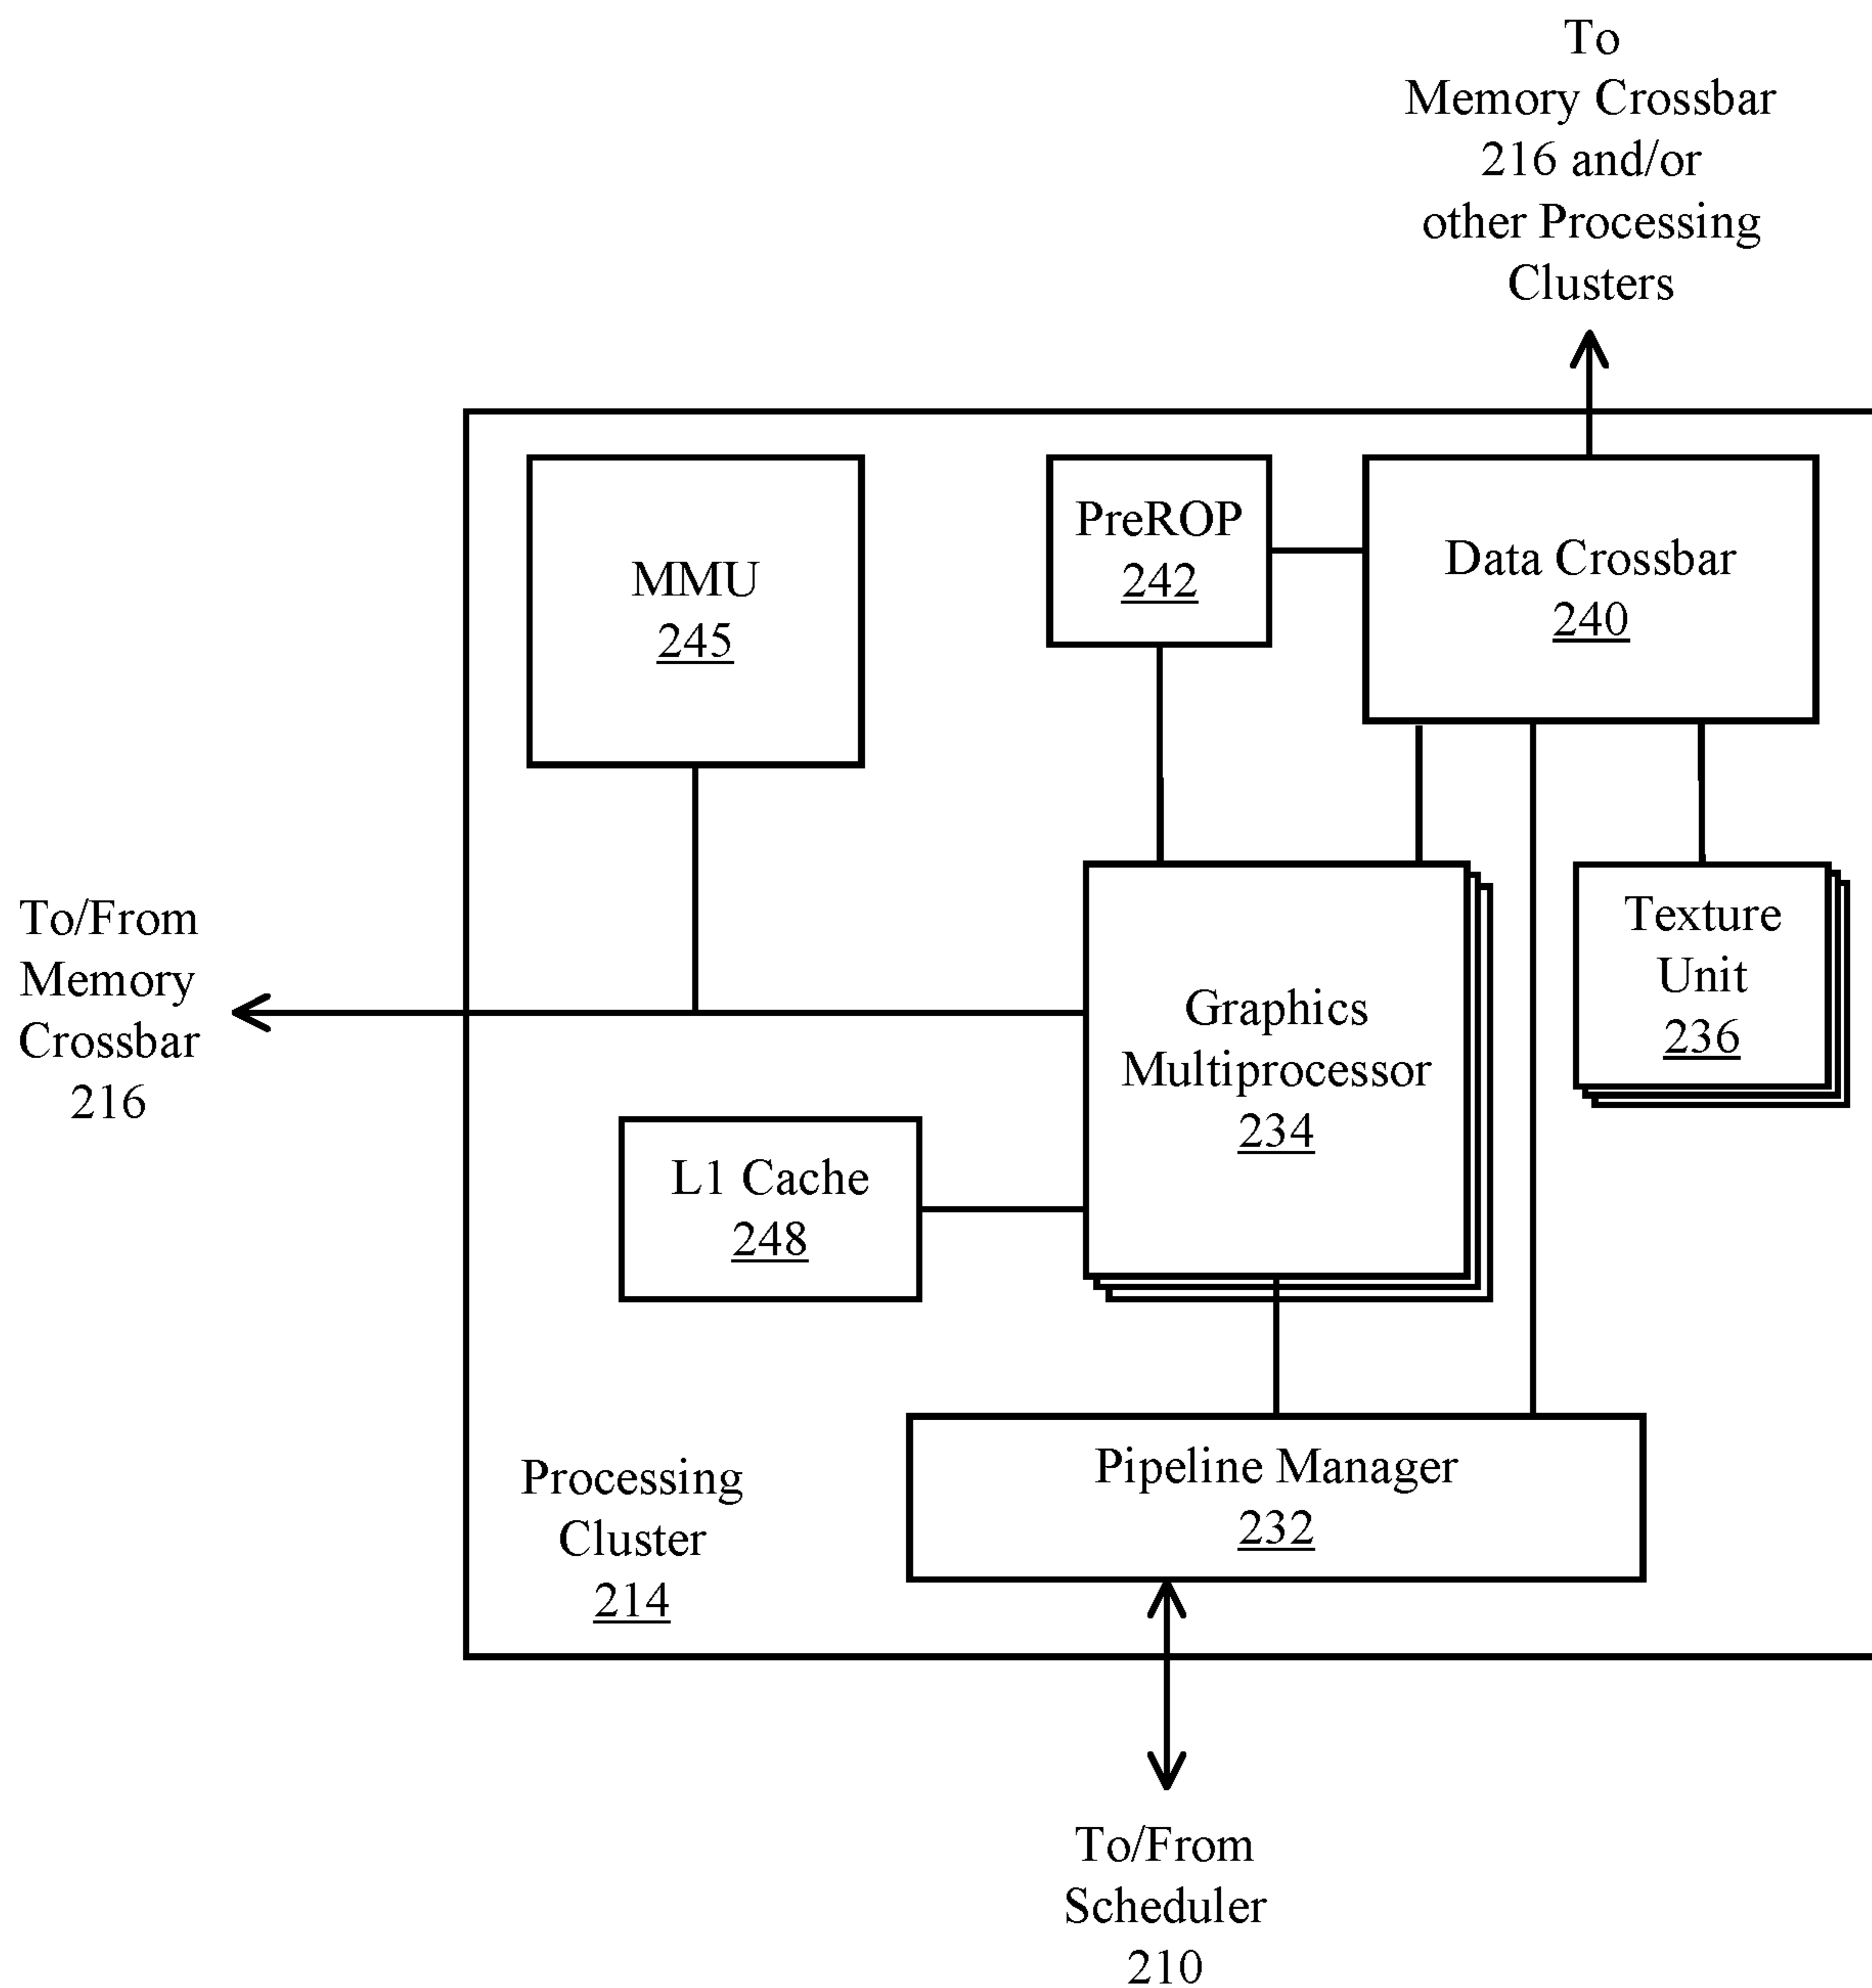 To
Memory Crossbar
216 and/or
other Processing
Clusters
MMU
245
PreROP
242
Data Crossbar
240
To/From
Memory
Crossbar
216
Graphics
Multiprocessor
234
Texture
Unit
236
L1 Cache
248
Processing
Cluster
214
Pipeline Manager
232
To/From
Scheduler
210